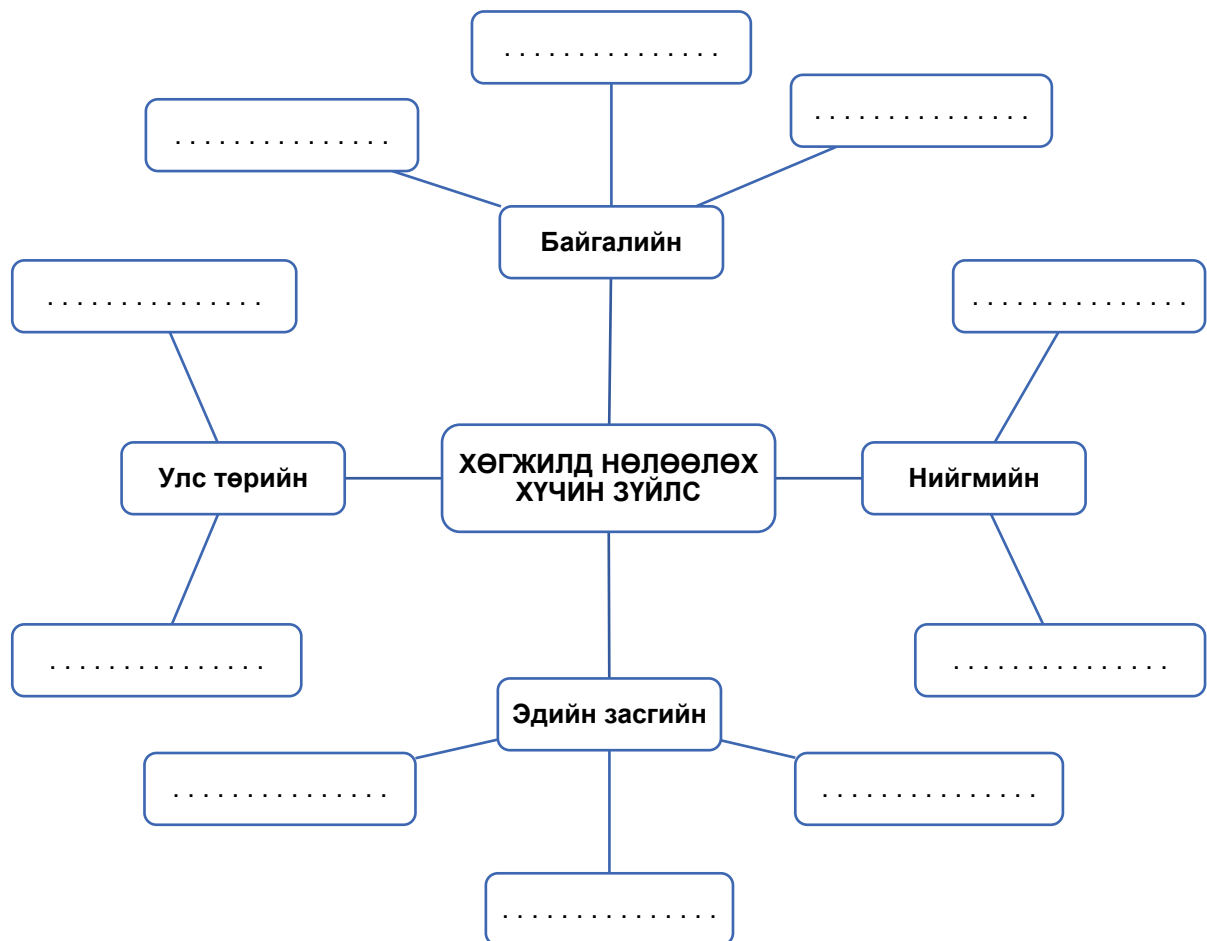 . . . . . . . . . . . . . . .
. . . . . . . . . . . . . . .
. . . . . . . . . . . . . . .
Байгалийн
. . . . . . . . . . . . . . .
. . . . . . . . . . . . . . .
Улс төрийн
ХӨГЖИЛД НӨЛӨӨЛӨХ
ХҮЧИН ЗҮЙЛС
Нийгмийн
. . . . . . . . . . . . . . .
. . . . . . . . . . . . . . .
Эдийн засгийн
. . . . . . . . . . . . . . .
. . . . . . . . . . . . . . .
. . . . . . . . . . . . . . .